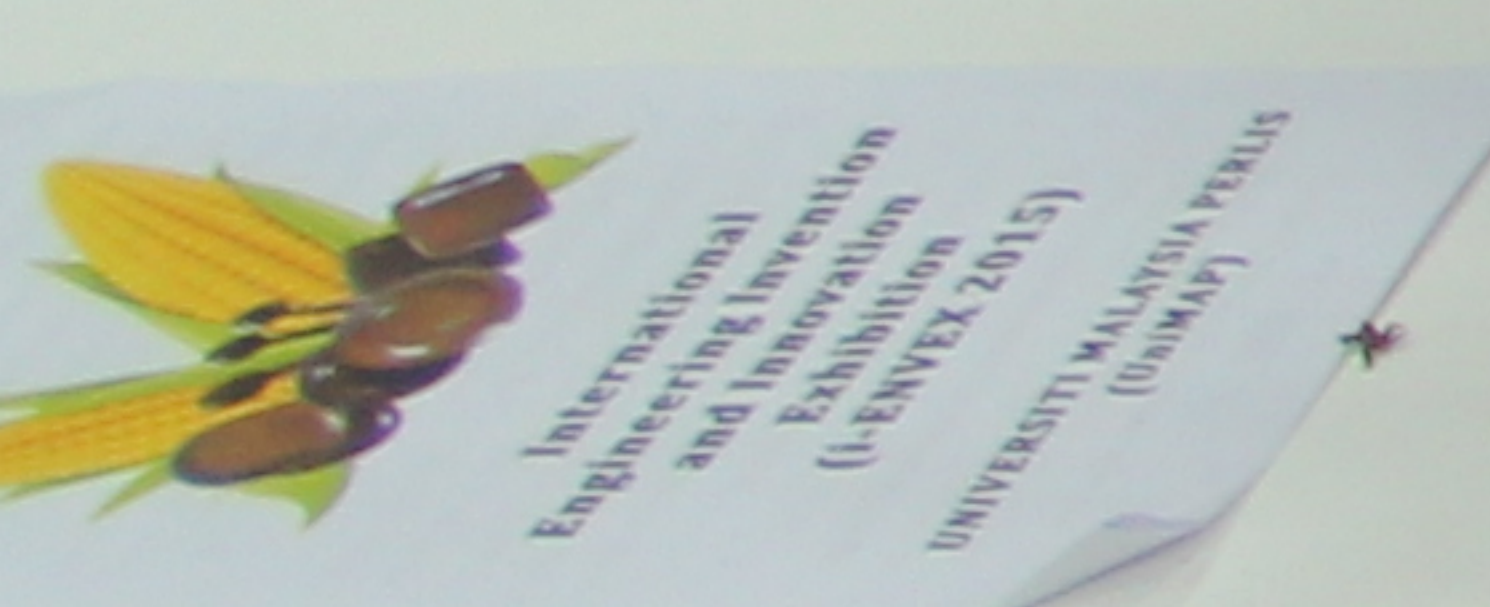 International
Engineering Invention
and Innovation
Exhibition
(i-ENVEX 2015)
UNIVERSITI MALAYSIA PERLIS
(UniMAP)